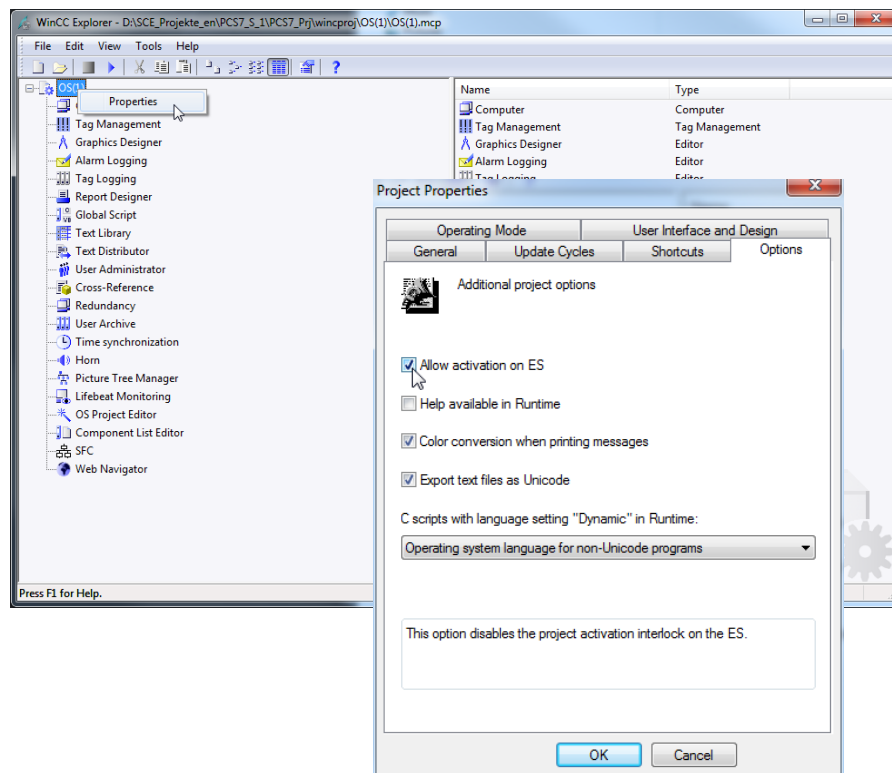 WinCC Explorer - D:\SCE_Projekte_en\PCS7_S_1\PCS7_Prj\wincproj\OS(1)\OS(1).mcp
File Edit View Tools Help
OS(1)
Properties
Tag Management
Graphics Designer
Alarm Logging
Tag Logging
Report Designer
Global Script
Text Library
Text Distributor
User Administrator
Cross-Reference
Redundancy
User Archive
Time synchronization
Horn
Picture Tree Manager
Lifebeat Monitoring
OS Project Editor
Component List Editor
SFC
Web Navigator
Name Type
Computer Computer
Tag Management Tag Management
Graphics Designer Editor
Alarm Logging Editor
Tag Logging Editor
Press F1 for Help.
Project Properties
Operating Mode User Interface and Design
General Update Cycles Shortcuts Options
Additional project options
Allow activation on ES
Help available in Runtime
Color conversion when printing messages
Export text files as Unicode
C scripts with language setting "Dynamic" in Runtime:
Operating system language for non-Unicode programs
This option disables the project activation interlock on the ES.
OK Cancel